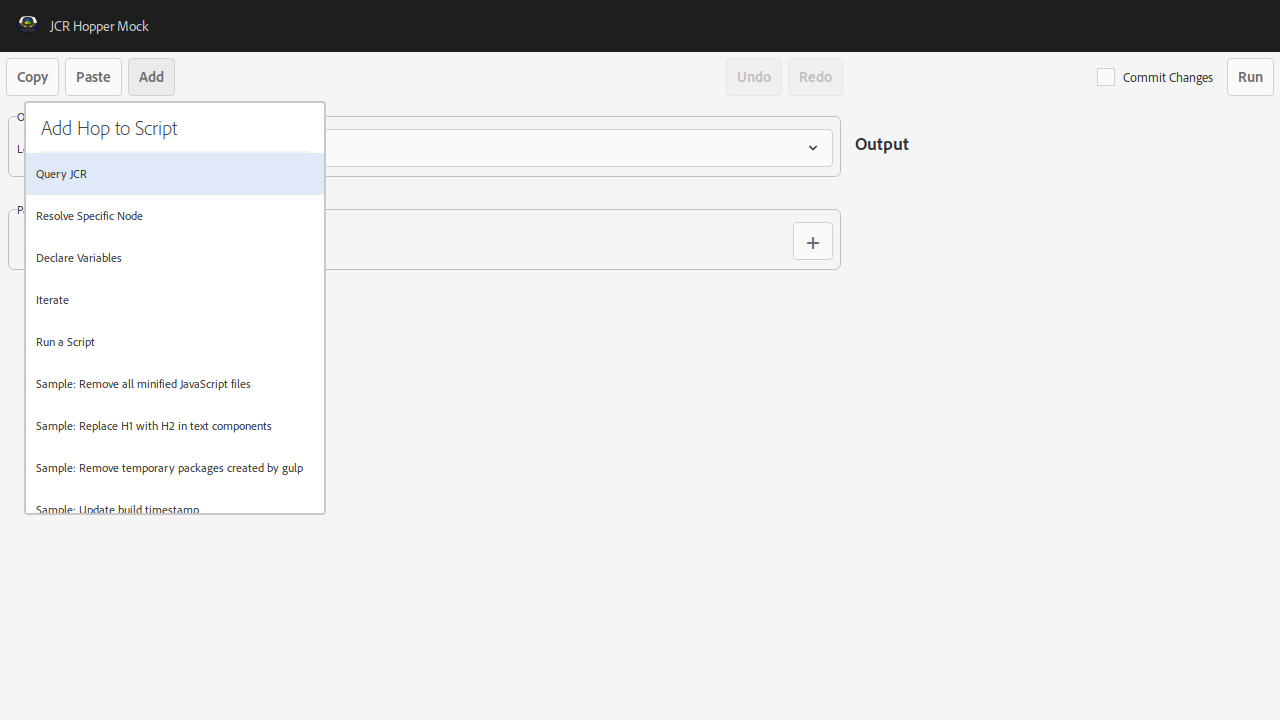 JCR Hopper Mock
Copy
Paste
Add
Undo
Redo
Commit Changes
Run
Add Hop to Script
Query JCR
Resolve Specific Node
Declare Variables
Iterate
Run a Script
Sample: Remove all minified JavaScript files
Sample: Replace H1 with H2 in text components
Sample: Remove temporary packages created by gulp
Sample: Update build timestamp
Output